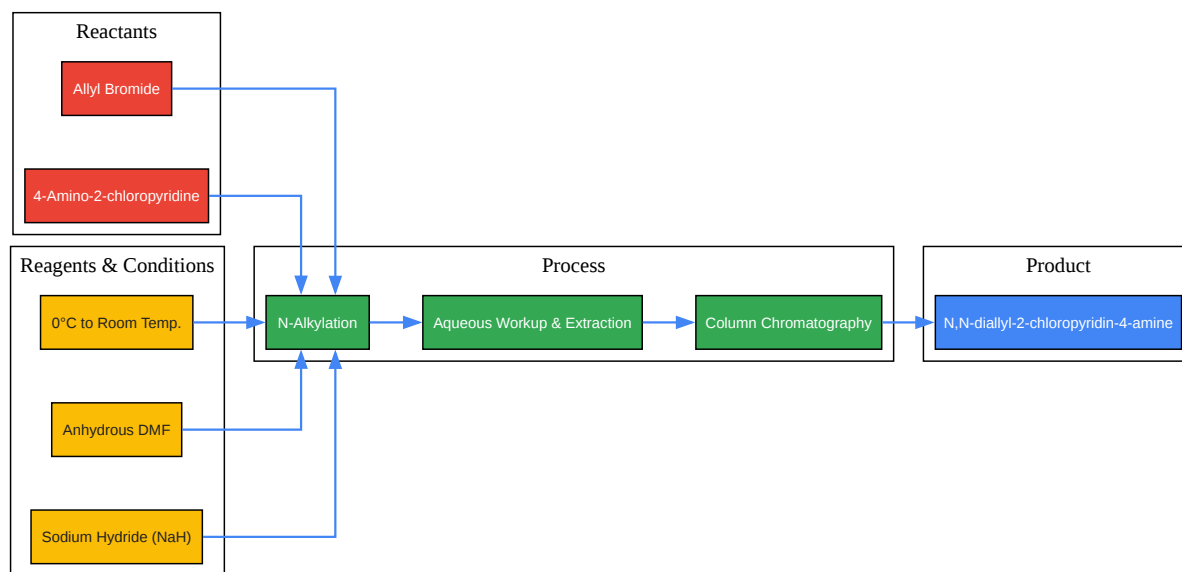 Reactants
Allyl Bromide
4-Amino-2-chloropyridine
Reagents & Conditions
0°C to Room Temp.
Anhydrous DMF
Sodium Hydride (NaH)
Process
N-Alkylation
Aqueous Workup & Extraction
Column Chromatography
Product
N,N-diallyl-2-chloropyridin-4-amine